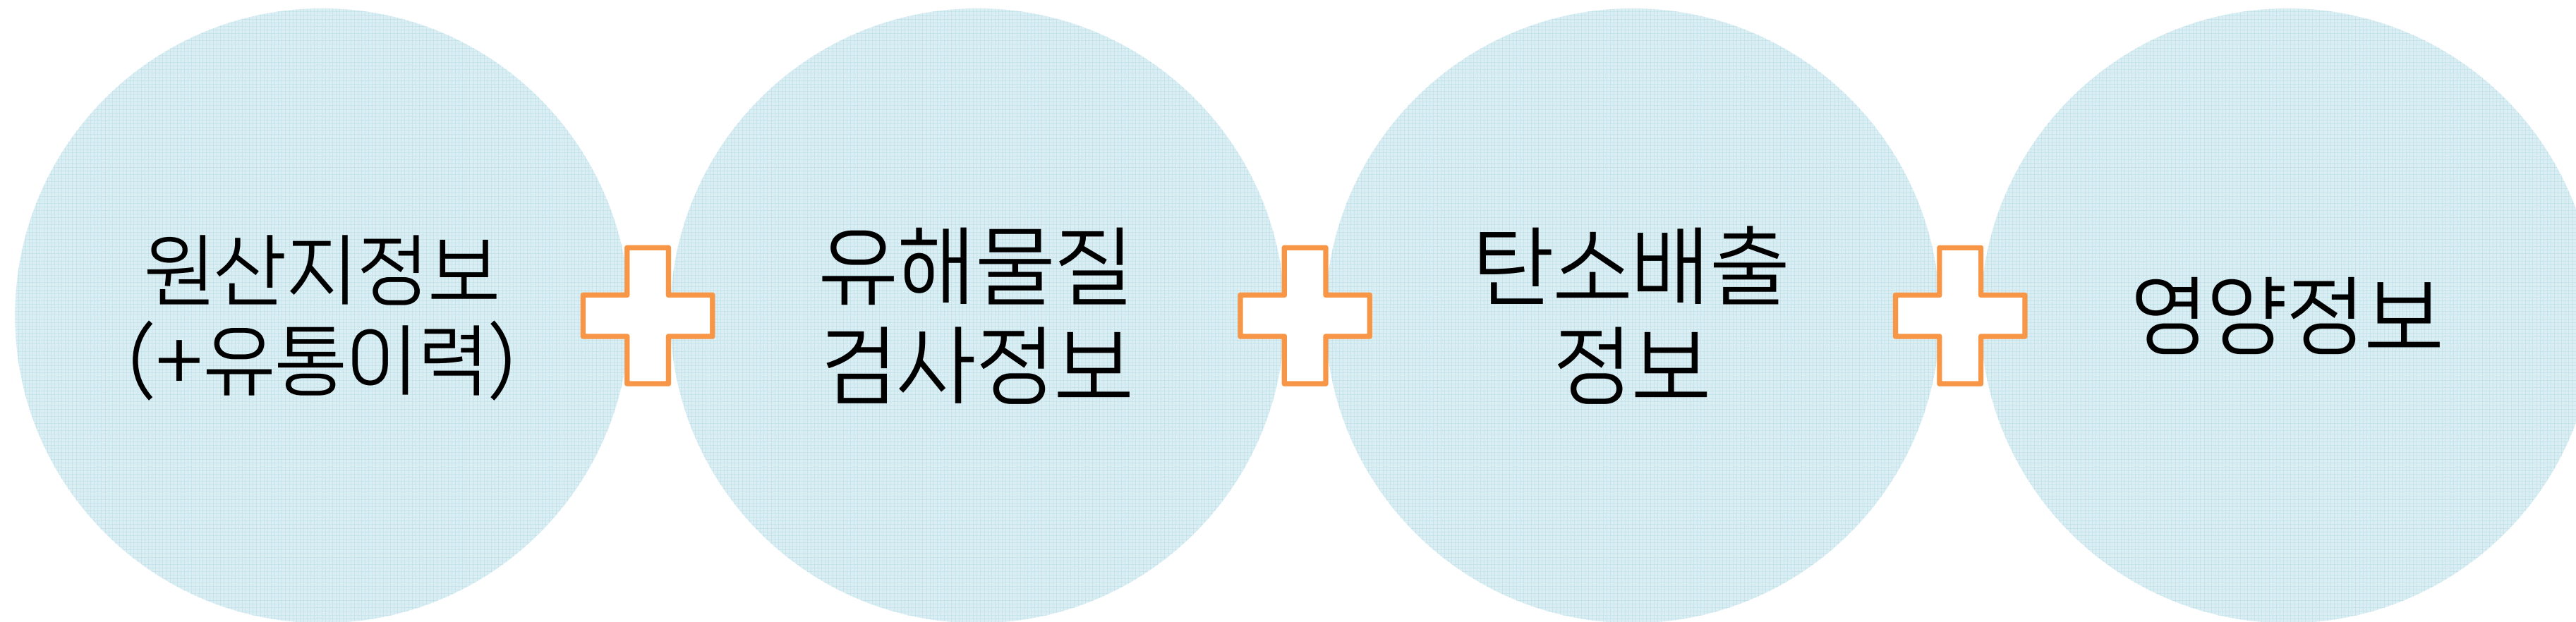 원산지정보
(+유통이력)
유해물질
검사정보
탄소배출
정보
영양정보